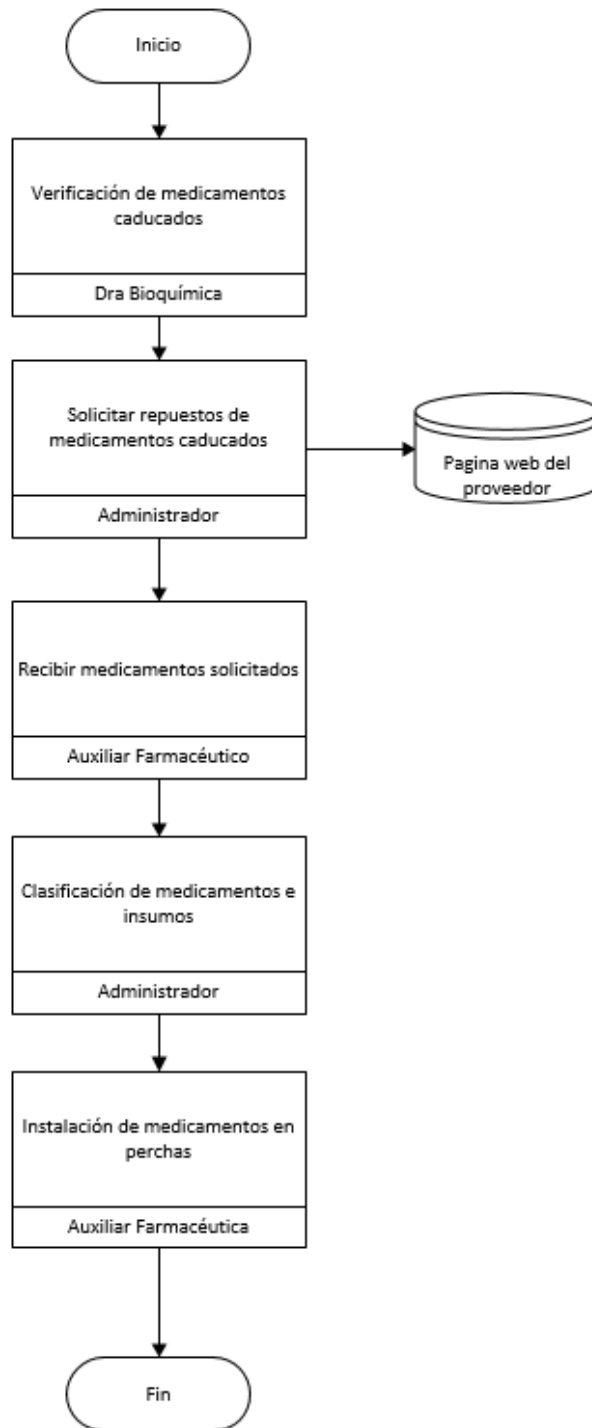 Inicio
Verificación de medicamentos
caducados
Dra Bioquímica
Solicitar repuestos de
medicamentos caducados
Administrador
Pagina web del
proveedor
Recibir medicamentos solicitados
Auxiliar Farmacéutico
Clasificación de medicamentos e
insumos
Administrador
Instalación de medicamentos en
perchas
Auxiliar Farmacéutica
Fin